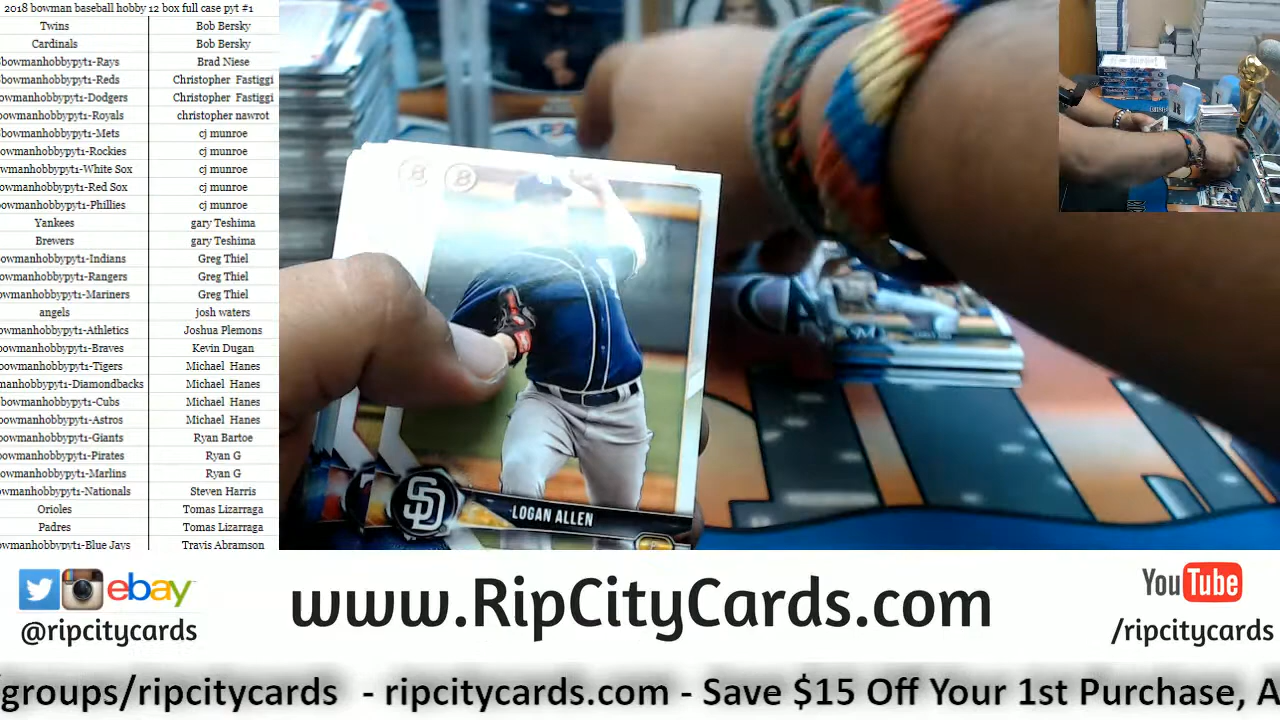 2018 bowman baseball hobby 12 box full case pyt #1
Twins Bob Bersky
Cardinals Bob Bersky
bowmanhobbypyt1-Rays Brad Niese
bowmanhobbypyt1-Reds Christopher Fastiggi
owmanhobbypyt1-Dodgers Christopher Fastiggi
bowmanhobbypyt1-Royals christopher nawrot
bowmanhobbypyt1-Mets cj munroe
owmanhobbypyt1-Rockies cj munroe
wmanhobbypyt1-White Sox cj munroe
owmanhobbypyt1-Red Sox cj munroe
owmanhobbypyt1-Phillies cj munroe
Yankees gary Teshima
Brewers gary Teshima
owmanhobbypyt1-Indians Greg Thiel
owmanhobbypyt1-Rangers Greg Thiel
owmanhobbypyt1-Mariners Greg Thiel
angels josh waters
owmanhobbypyt1-Athletics Joshua Plemons
bowmanhobbypyt1-Braves Kevin Dugan
bowmanhobbypyt1-Tigers Michael Hanes
manhobbypyt1-Diamondbacks Michael Hanes
bowmanhobbypyt1-Cubs Michael Hanes
bowmanhobbypyt1-Astros Michael Hanes
bowmanhobbypyt1-Giants Ryan Bartoe
bowmanhobbypyt1-Pirates Ryan G
owmanhobbypyt1-Marlins Ryan G
owmanhobbypyt1-Nationals Steven Harris
Orioles Tomas Lizarraga
Padres Tomas Lizarraga
owmanhobbypyt1-Blue Jays Travis Abramson
B
SD
LOGAN ALLEN
ebay
@ripcitycards
www.RipCityCards.com
YouTube
/ripcitycards
/groups/ripcitycards - ripcitycards.com - Save $15 Off Your 1st Purchase, A